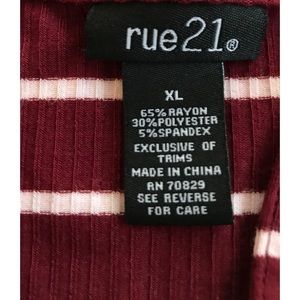 rue21®
XL
65%RAYON
30%POLYESTER
5%SPANDEX
EXCLUSIVE OF
TRIMS
MADE IN CHINA
RN 70829
SEE REVERSE
FOR CARE